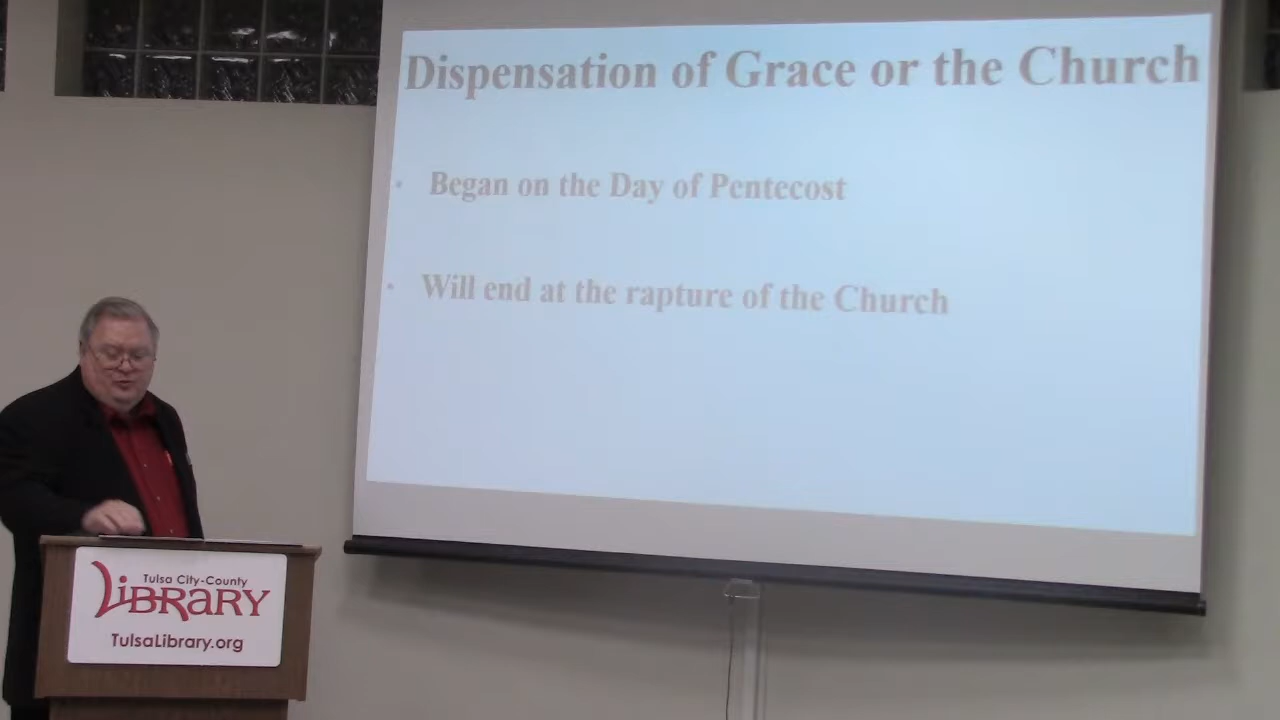 Dispensation of Grace or the Church
• Began on the Day of Pentecost
• Will end at the rapture of the Church
Tulsa City-County
LIBRARY
TulsaLibrary.org